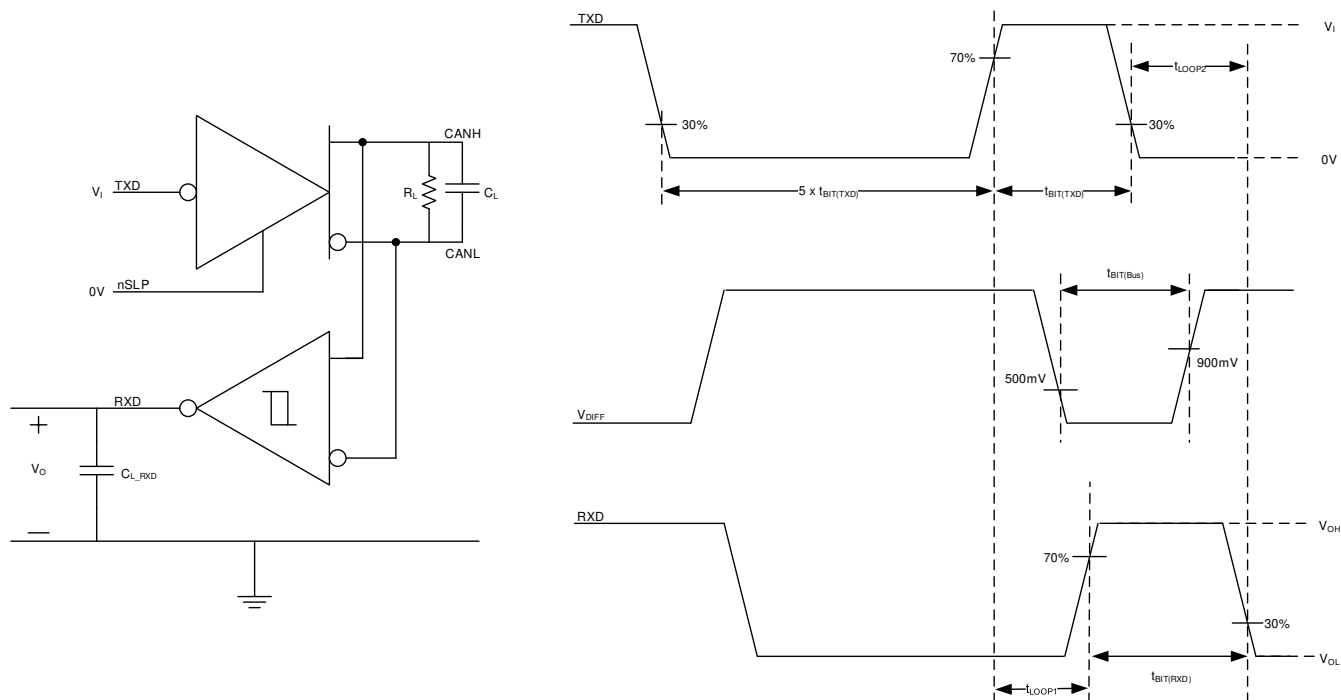 TXD
V_I
70%
t_LOOP2
30%
30%
0V
5 x t_BIT(TXD)
t_BIT(TXD)
CANH
V_I
TXD
R_L
C_L
CANL
0V
nSLP
t_BIT(Bus)
500mV
900mV
V_DIFF
RXD
+
V_O
C_L_RXD
—
RXD
V_OH
70%
30%
V_OL
t_LOOP1
t_BIT(RXD)